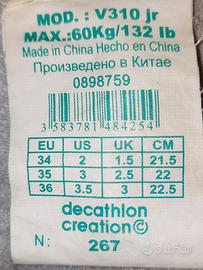 MOD. : V310 jr
MAX.:60Kg/132 lb
Made in China Hecho en China
Произведено в Китае
0898759
3 583781 484254
EU US UK CM
34 2 1.5 21.5
35 3 2.5 22
36 3.5 3 22.5
decathlon
creation©
N: 267